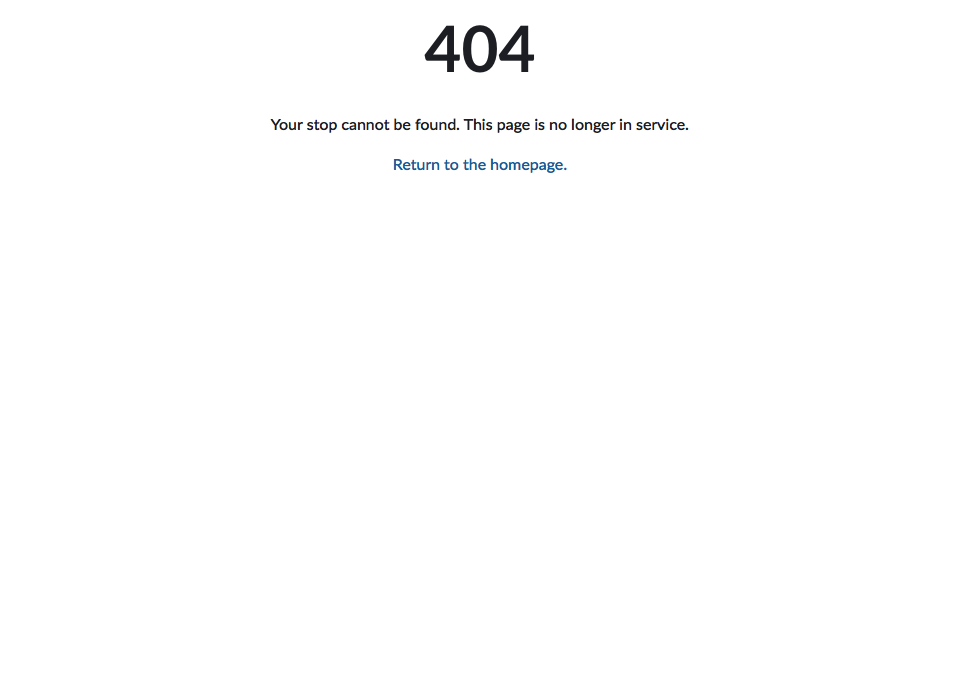 404
Your stop cannot be found. This page is no longer in service.
Return to the homepage.